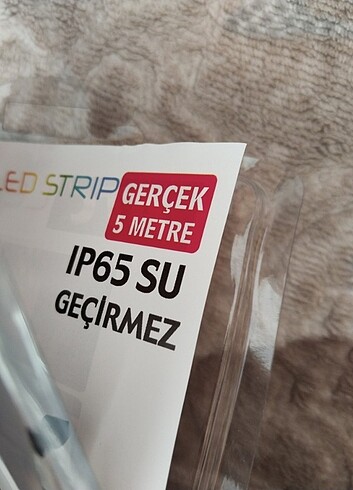 LED STRIP
GERÇEK
5 METRE
IP65 SU
GEÇİRMEZ